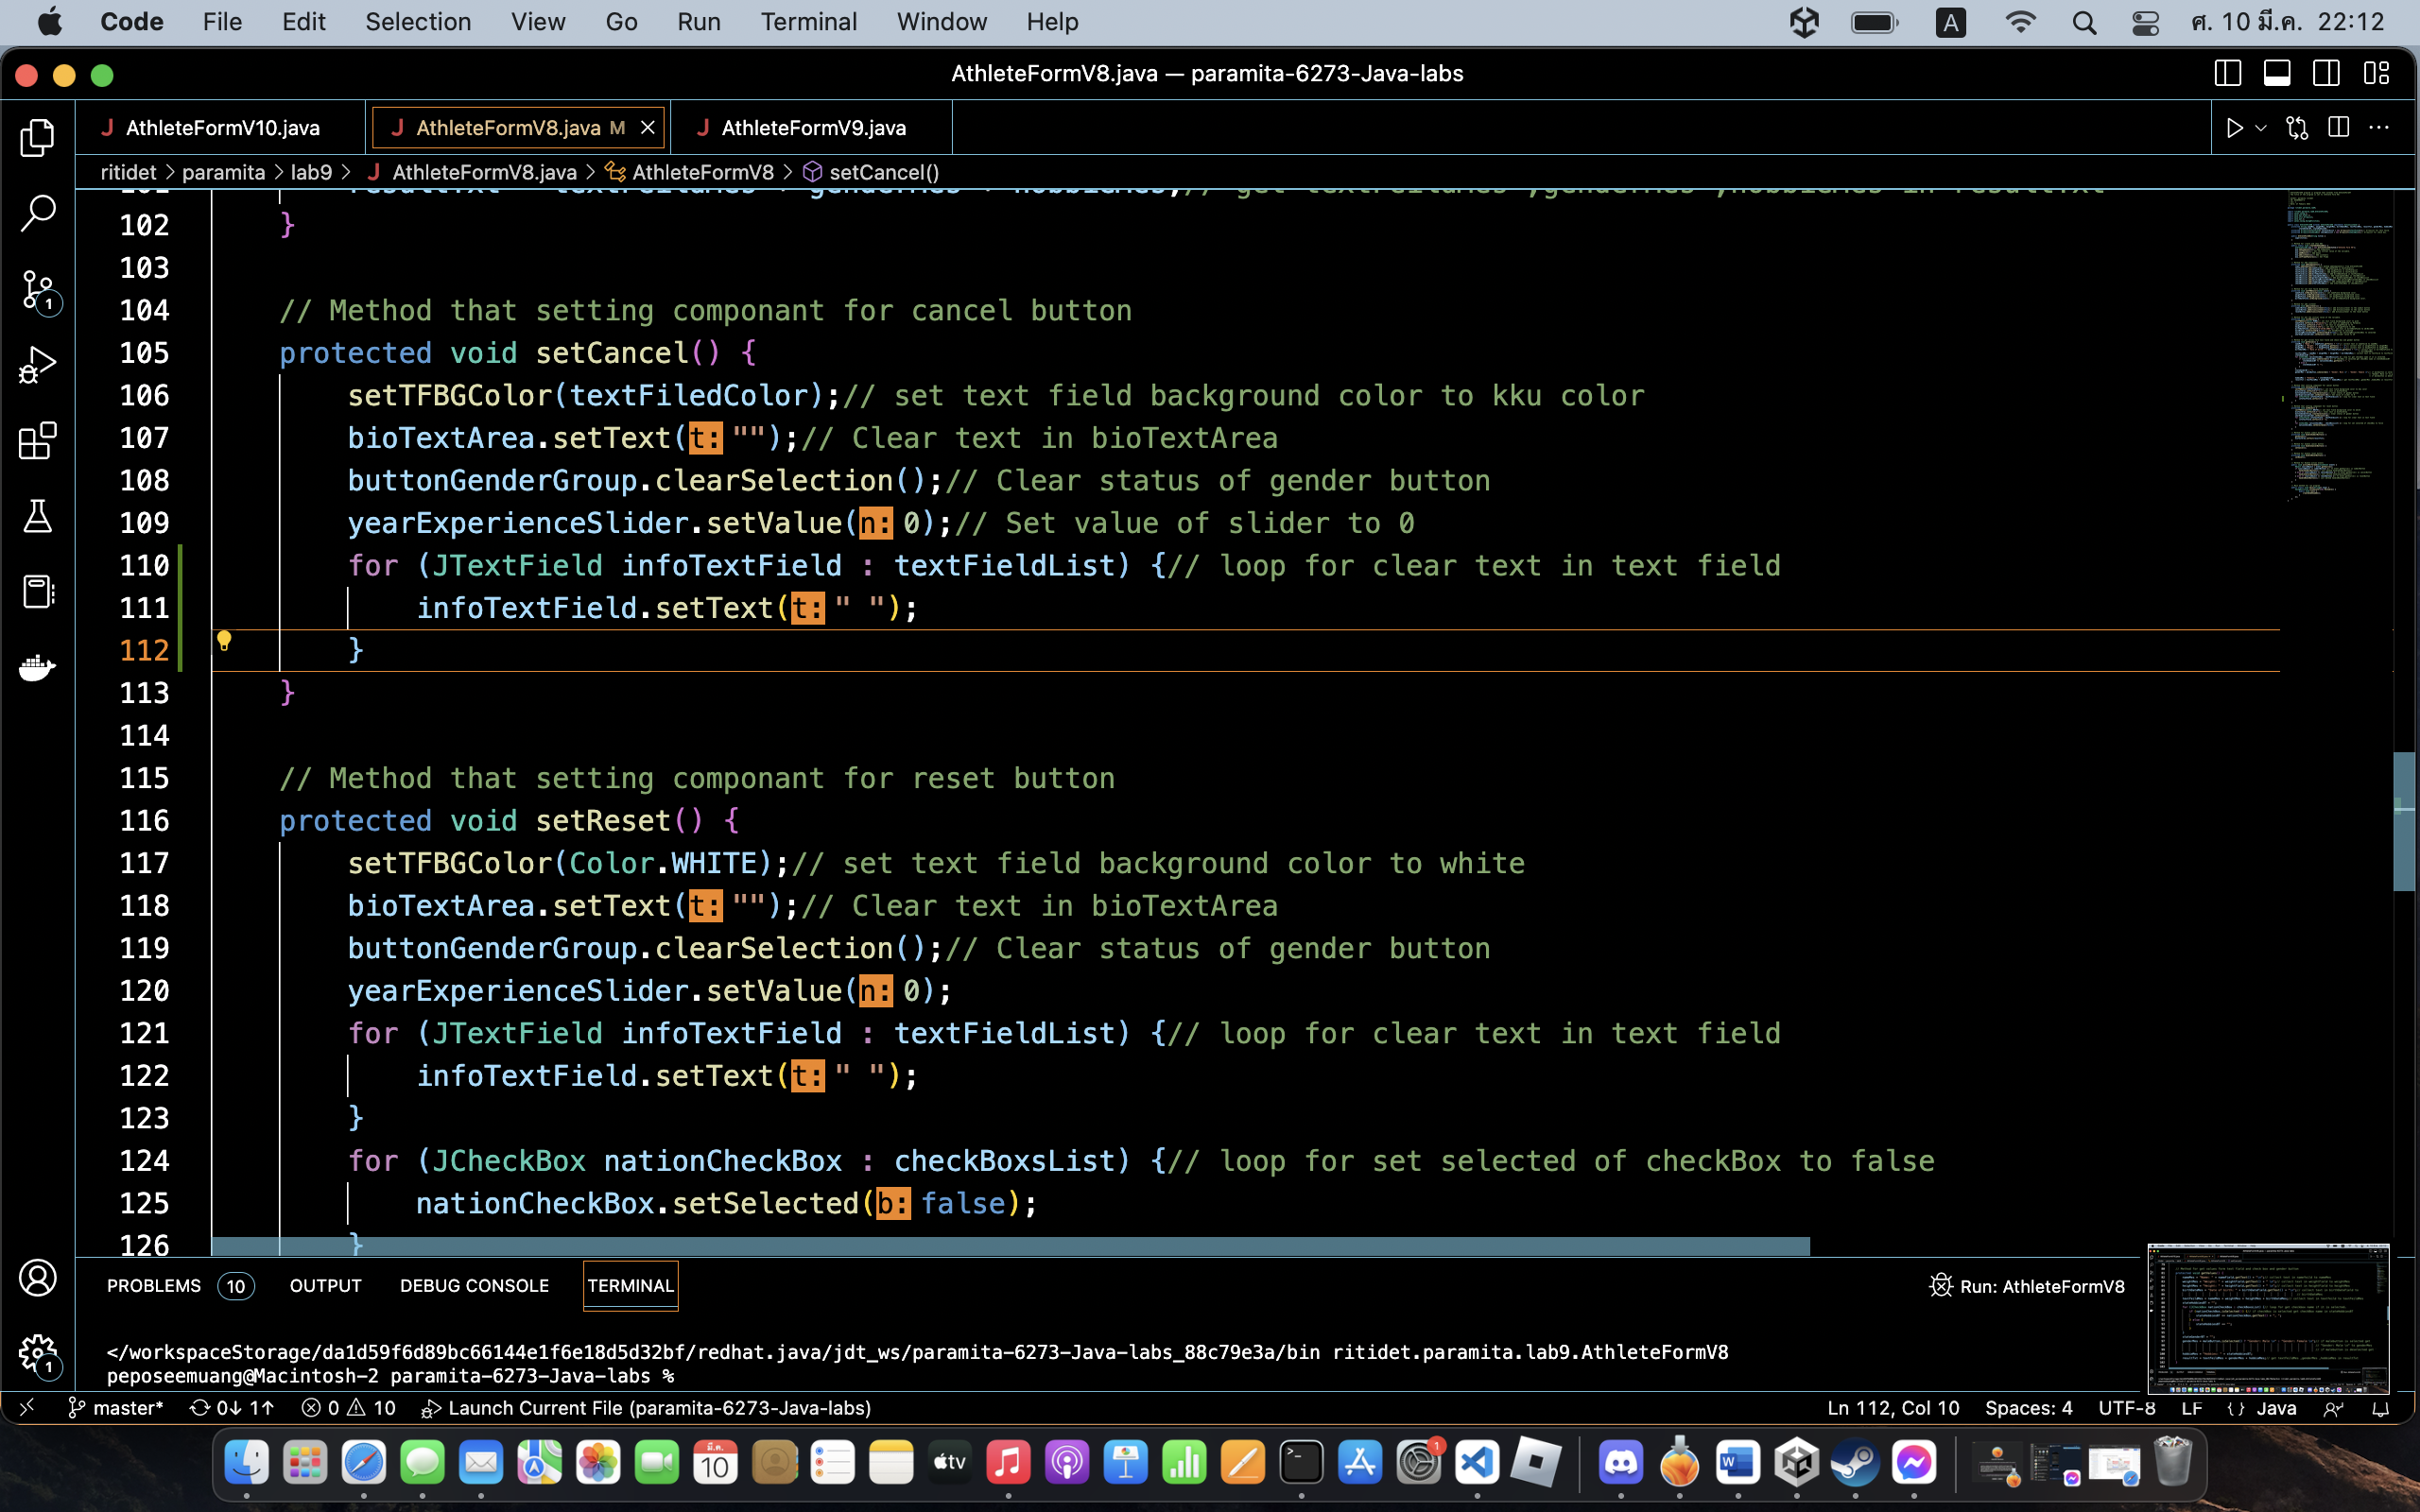 Code File Edit Selection View Go Run Terminal Window Help A ศ. 10 มี.ค. 22:12
AthleteFormV8.java — paramita-6273-Java-labs
J AthleteFormV10.java J AthleteFormV8.java M J AthleteFormV9.java
ritidet > paramita > lab9 > J AthleteFormV8.java > AthleteFormV8 > setCancel()
102 }
103
104 // Method that setting componant for cancel button
105 protected void setCancel() {
106 setTFBGColor(textFiledColor);// set text field background color to kku color
107 bioTextArea.setText(t: "");// Clear text in bioTextArea
108 buttonGenderGroup.clearSelection();// Clear status of gender button
109 yearExperienceSlider.setValue(n: 0);// Set value of slider to 0
110 for (JTextField infoTextField : textFieldList) {// loop for clear text in text field
111 infoTextField.setText(t: " ");
112 }
113 }
114
115 // Method that setting componant for reset button
116 protected void setReset() {
117 setTFBGColor(Color.WHITE);// set text field background color to white
118 bioTextArea.setText(t: "");// Clear text in bioTextArea
119 buttonGenderGroup.clearSelection();// Clear status of gender button
120 yearExperienceSlider.setValue(n: 0);
121 for (JTextField infoTextField : textFieldList) {// loop for clear text in text field
122 infoTextField.setText(t: " ");
123 }
124 for (JCheckBox nationCheckBox : checkBoxsList) {// loop for set selected of checkBox to false
125 nationCheckBox.setSelected(b: false);
126 }
PROBLEMS 10 OUTPUT DEBUG CONSOLE TERMINAL Run: AthleteFormV8
</workspaceStorage/da1d59f6d89bc66144e1f6e18d5d32bf/redhat.java/jdt_ws/paramita-6273-Java-labs_88c79e3a/bin ritidet.paramita.lab9.AthleteFormV8
peposeemuang@Macintosh-2 paramita-6273-Java-labs %
master* 0↓ 1↑ 0 10 Launch Current File (paramita-6273-Java-labs) Ln 112, Col 10 Spaces: 4 UTF-8 LF {} Java
มี.ค. 10 tv 1 W